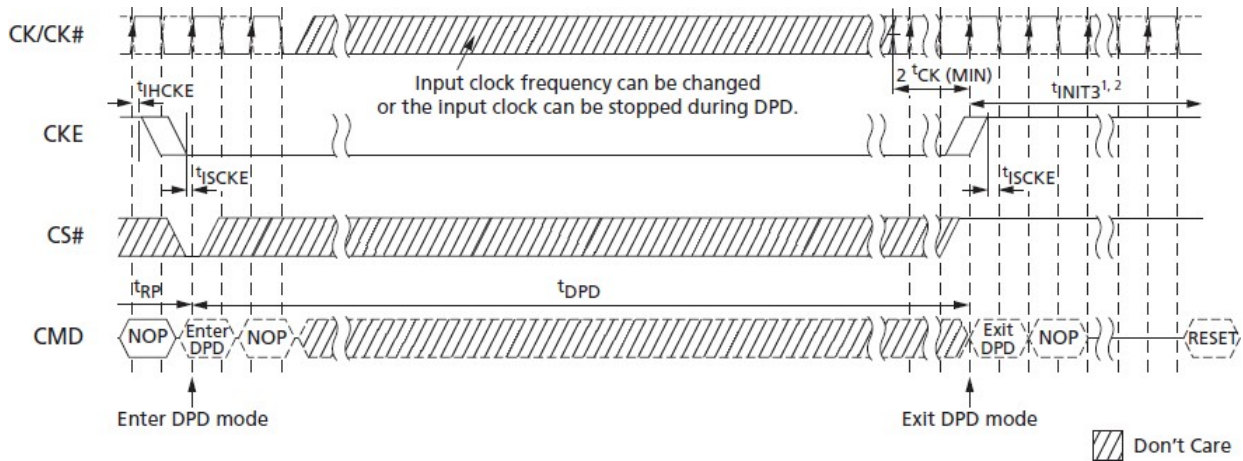 CK/CK#
Input clock frequency can be changed
or the input clock can be stopped during DPD.
2 tCK (MIN)
tIHCKE
tINIT3¹, ²
CKE
tISCKE
tISCKE
CS#
tRP
tDPD
CMD
NOP
Enter
DPD
NOP
Exit
DPD
NOP
RESET
Enter DPD mode
Exit DPD mode
Don't Care